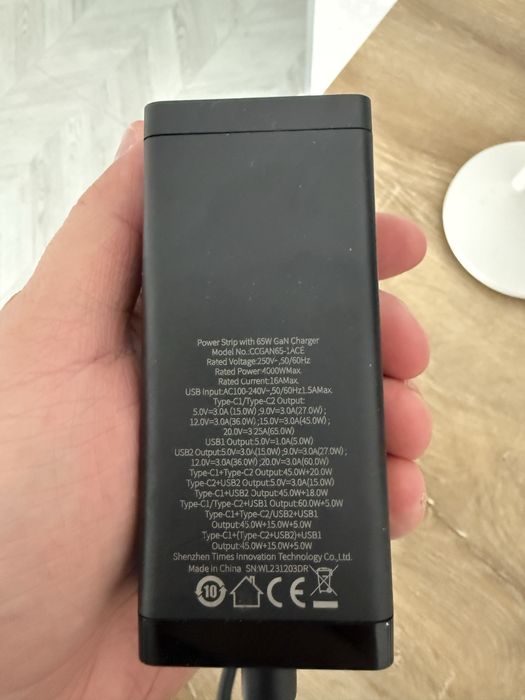 Power Strip with 65W GaN Charger
Model No.:CCGAN65-1ACE
Rated Voltage:250V~,50/60Hz
Rated Power:4000WMax.
Rated Current:16AMax.
USB Input:AC100-240V~,50/60Hz1.5AMax.
Type-C1/Type-C2 Output:
5.0V=3.0A (15.0W) ;9.0V=3.0A(27.0W) ;
12.0V=3.0A(36.0W) ;15.0V=3.0A(45.0W) ;
20.0V=3.25A(65.0W)
USB1 Output:5.0V=1.0A(5.0W)
USB2 Output:5.0V=3.0A(15.0W) ;9.0V=3.0A(27.0W) ;
12.0V=3.0A(36.0W) ;20.0V=3.0A(60.0W)
Type-C1+Type-C2 Output:45.0W+20.0W
Type-C2+USB2 Output:5.0V=3.0A(15.0W)
Type-C1+USB2 Output:45.0W+18.0W
Type-C1/Type-C2+USB1 Output:60.0W+5.0W
Type-C1+Type-C2/USB2+USB1
Output:45.0W+15.0W+5.0W
Type-C1+(Type-C2+USB2)+USB1
Output:45.0W+15.0W+5.0W
Shenzhen Times Innovation Technology Co.,Ltd.
Made in China SN:WL231203DR
10 CE